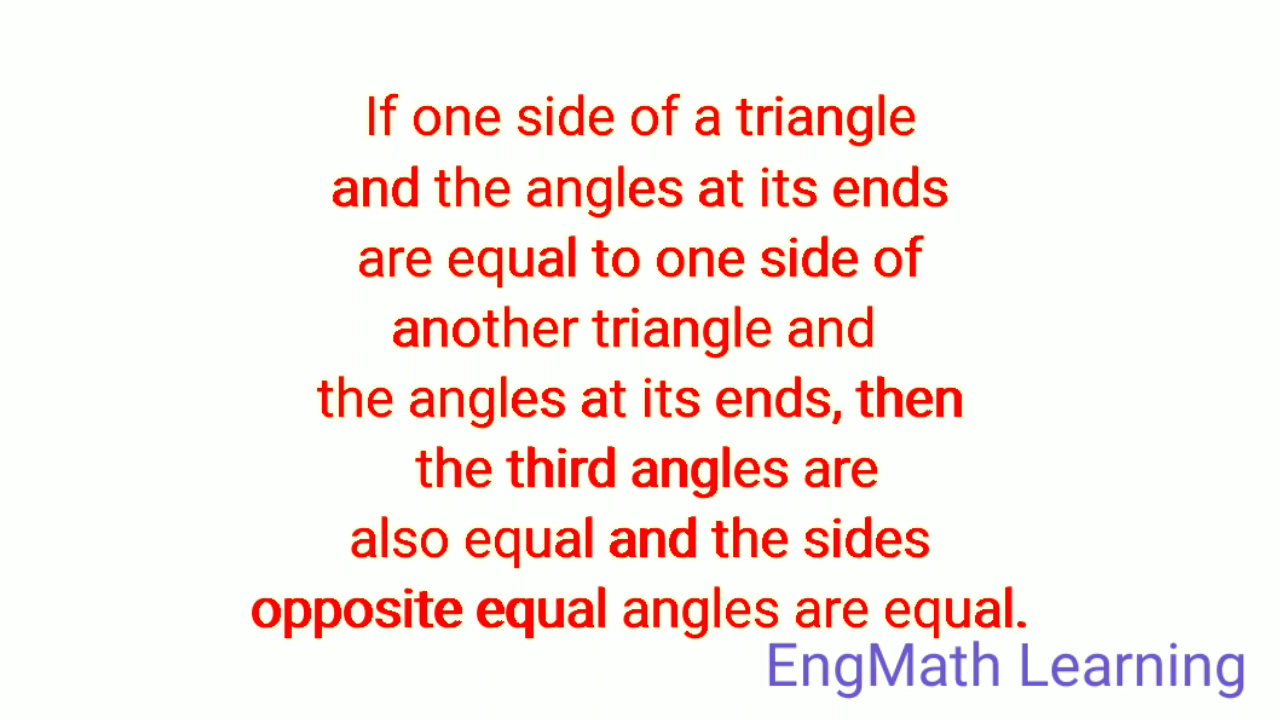 If one side of a triangle
and the angles at its ends
are equal to one side of
another triangle and
the angles at its ends, then
the third angles are
also equal and the sides
opposite equal angles are equal.
EngMath Learning